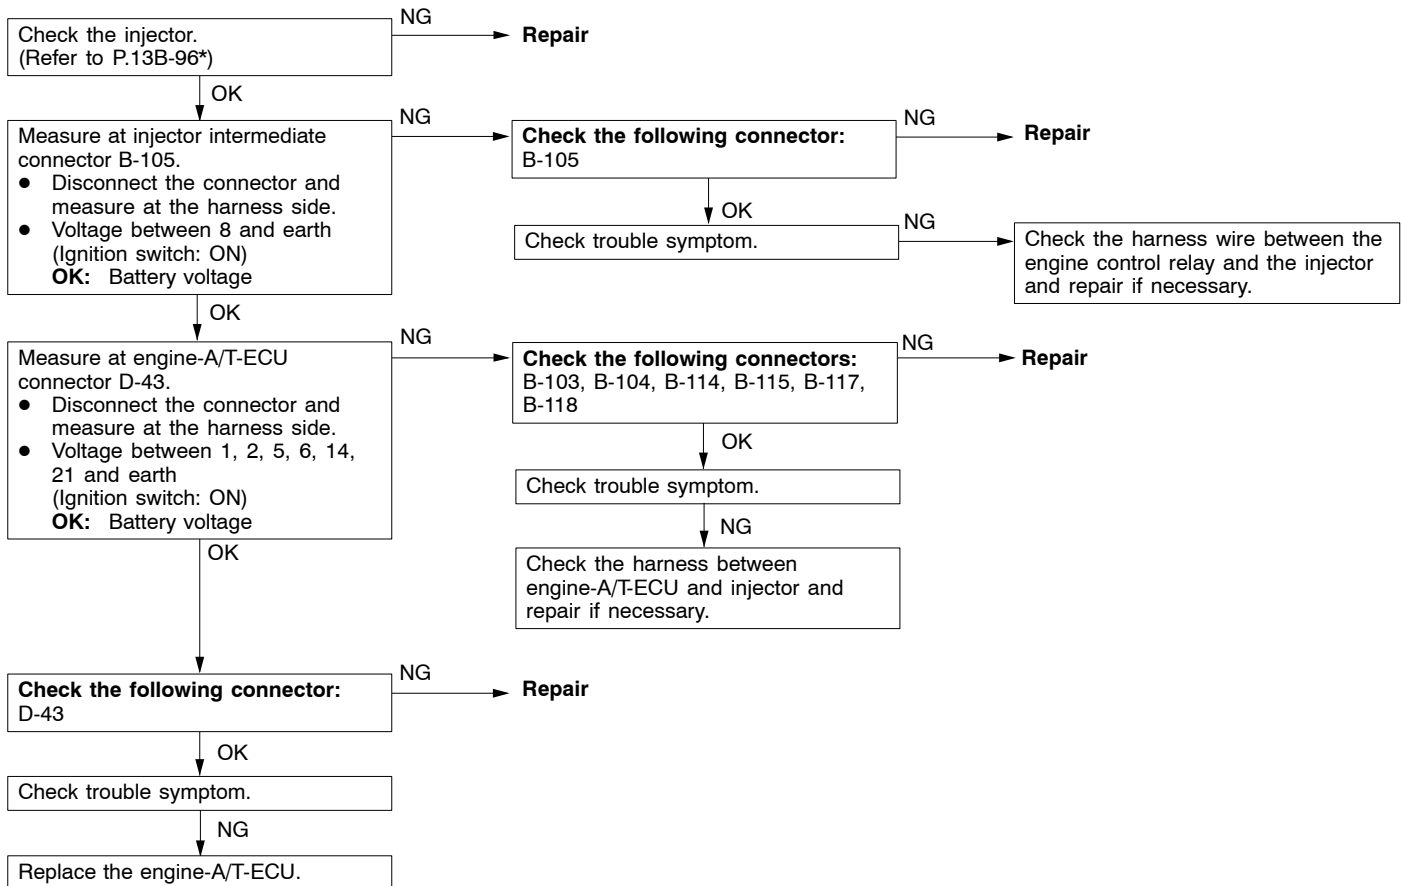 Check the injector.
(Refer to P.13B-96*)
NG
Repair
OK
Measure at injector intermediate
connector B-105.
● Disconnect the connector and
measure at the harness side.
● Voltage between 8 and earth
(Ignition switch: ON)
OK: Battery voltage
NG
Check the following connector:
B-105
NG
Repair
OK
Check trouble symptom.
NG
Check the harness wire between the
engine control relay and the injector
and repair if necessary.
OK
Measure at engine-A/T-ECU
connector D-43.
● Disconnect the connector and
measure at the harness side.
● Voltage between 1, 2, 5, 6, 14,
21 and earth
(Ignition switch: ON)
OK: Battery voltage
NG
Check the following connectors:
B-103, B-104, B-114, B-115, B-117,
B-118
NG
Repair
OK
Check trouble symptom.
NG
Check the harness between
engine-A/T-ECU and injector and
repair if necessary.
OK
Check the following connector:
D-43
NG
Repair
OK
Check trouble symptom.
NG
Replace the engine-A/T-ECU.